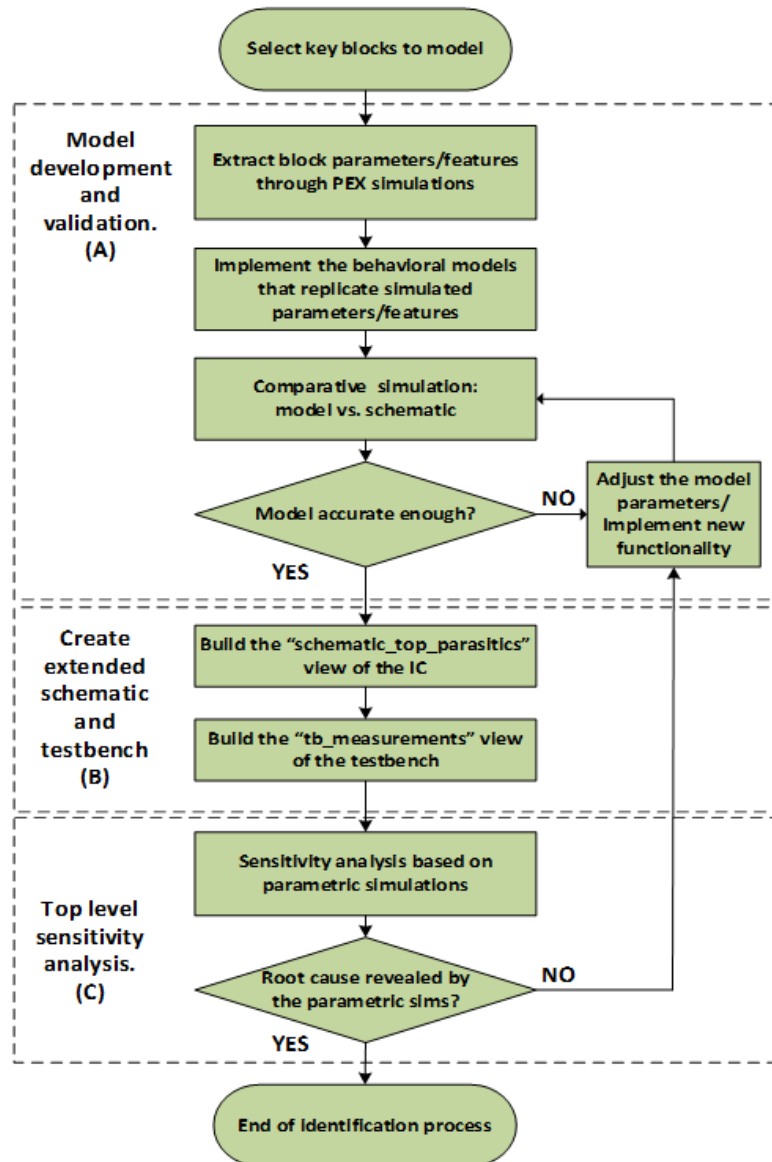 Select key blocks to model
Model
development
and
validation.
(A)
Extract block parameters/features
through PEX simulations
Implement the behavioral models
that replicate simulated
parameters/features
Comparative simulation:
model vs. schematic
Model accurate enough?
NO
Adjust the model
parameters/
Implement new
functionality
YES
Create
extended
schematic
and
testbench
(B)
Build the “schematic_top_parasitics”
view of the IC
Build the “tb_measurements” view
of the testbench
Top level
sensitivity
analysis.
(C)
Sensitivity analysis based on
parametric simulations
Root cause revealed by
the parametric sims?
NO
YES
End of identification process